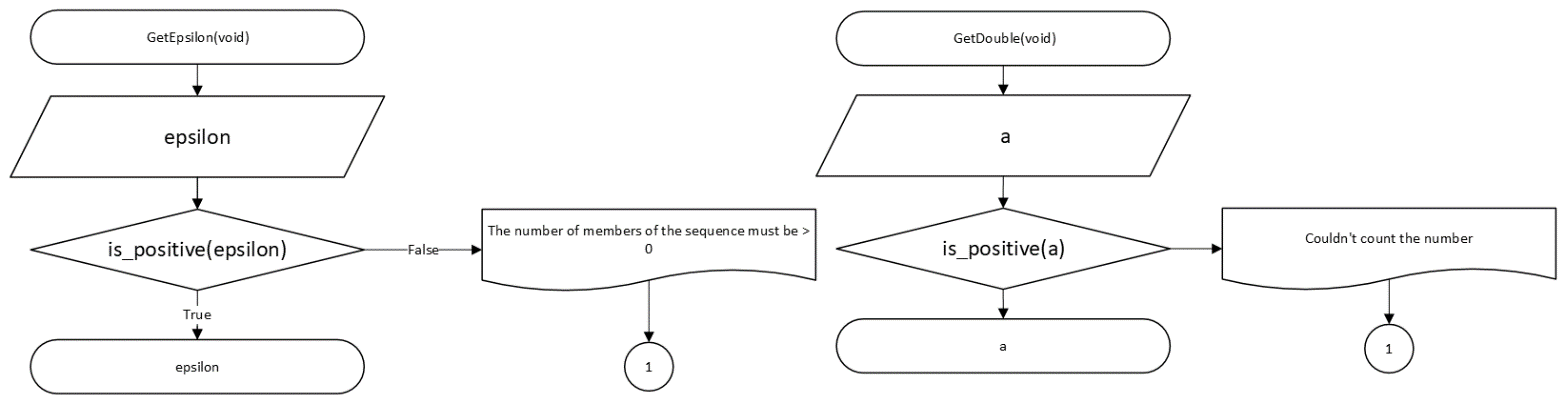 GetEpsilon(void)
epsilon
is_positive(epsilon)
False
The number of members of the sequence must be >
0
True
epsilon
1
GetDouble(void)
a
is_positive(a)
Couldn't count the number
a
1